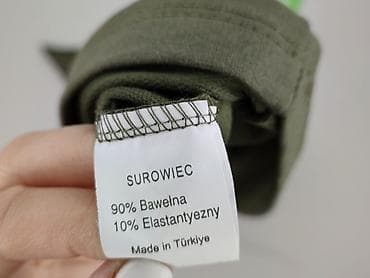 SUROWIEC
90% Bawełna
10% Elastantyezny
Made in Türkiye